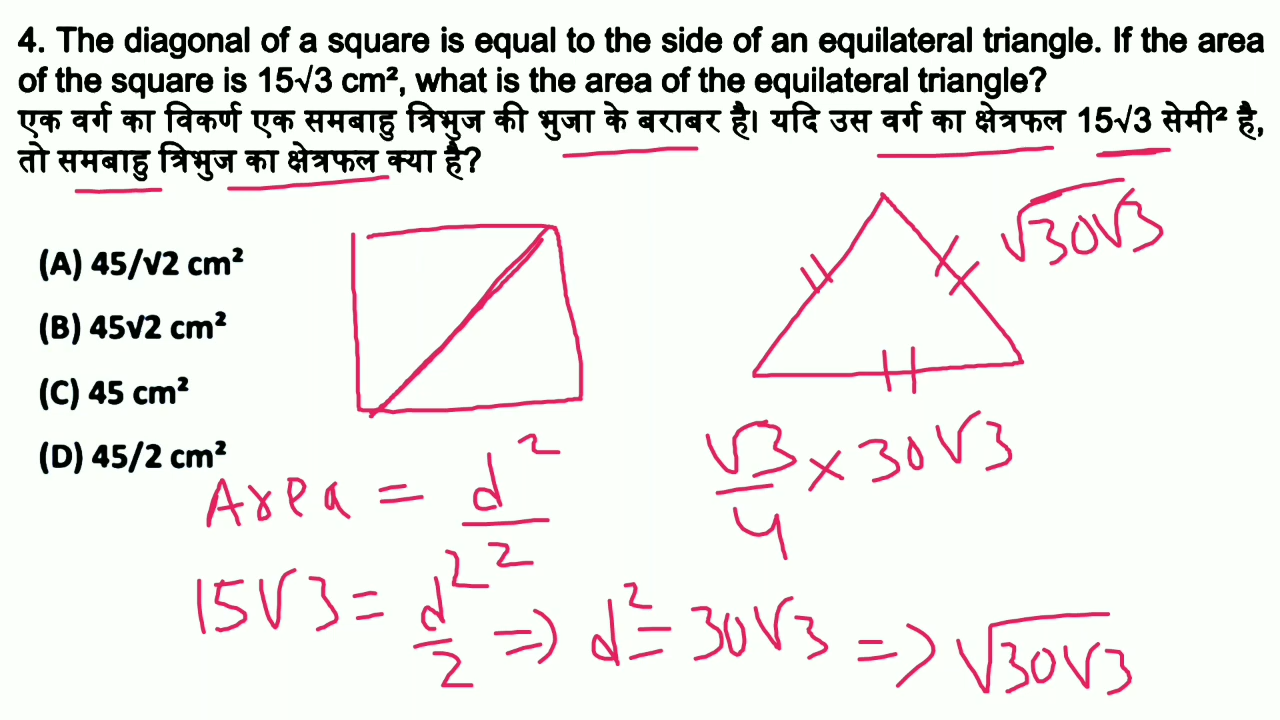 4. The diagonal of a square is equal to the side of an equilateral triangle. If the area
of the square is 15√3 cm², what is the area of the equilateral triangle?
एक वर्ग का विकर्ण एक समबाहु त्रिभुज की भुजा के बराबर है। यदि उस वर्ग का क्षेत्रफल 15√3 सेमी² है,
तो समबाहु त्रिभुज का क्षेत्रफल क्या है?
√30√3
(A) 45/√2 cm²
(B) 45√2 cm²
(C) 45 cm²
(D) 45/2 cm²
√3/4 × 30√3
Area = d²/2
15√3 = d²/2 => d² = 30√3 => √30√3